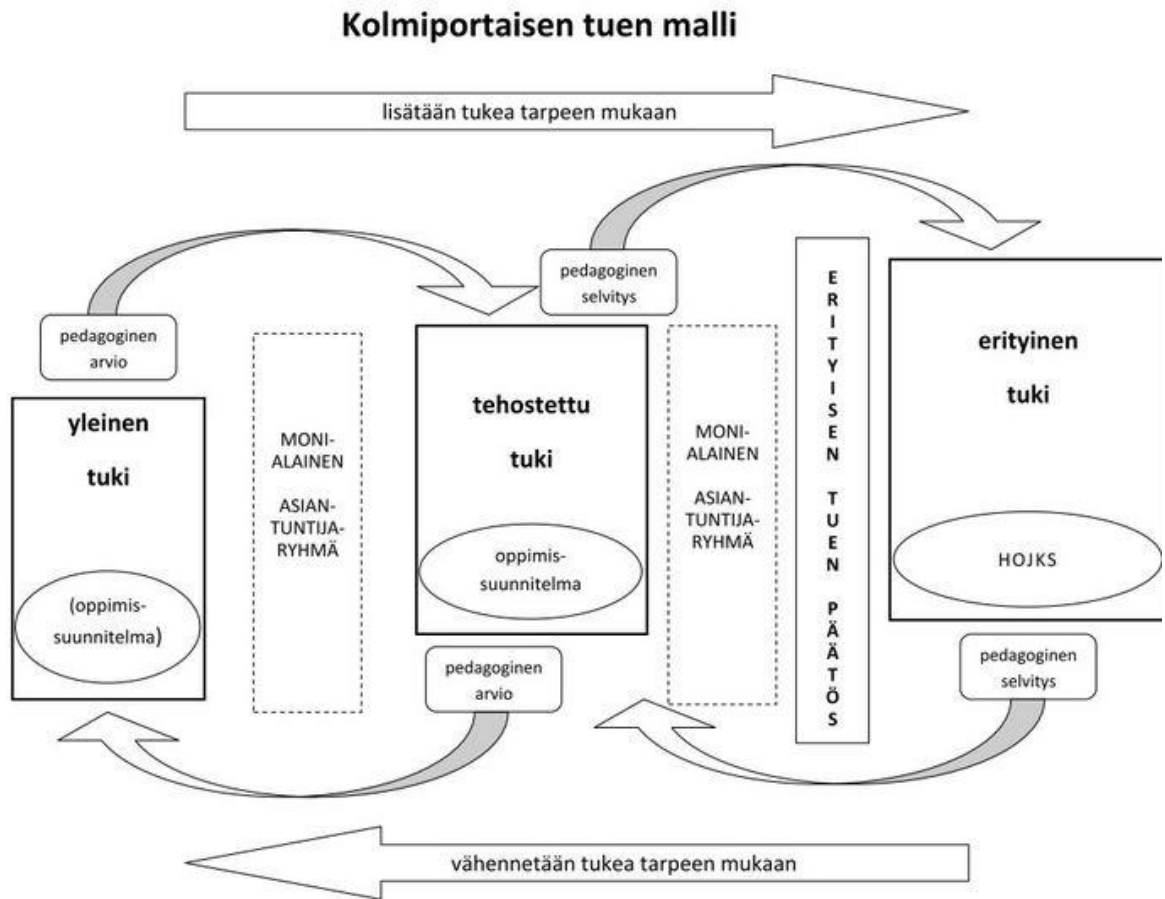 Kolmiportaisen tuen malli
lisätään tukea tarpeen mukaan
pedagoginen
arvio
yleinen
tuki
(oppimis-
suunnitelma)
MONI-
ALAINEN
ASIAN-
TUNTIJA-
RYHMÄ
tehostettu
tuki
oppimis-
suunnitelma
pedagoginen
arvio
pedagoginen
selvitys
MONI-
ALAINEN
ASIAN-
TUNTIJA-
RYHMÄ
ERITYISEN TUEN PÄÄTÖS
erityinen
tuki
HOJKS
pedagoginen
selvitys
vähennetään tukea tarpeen mukaan